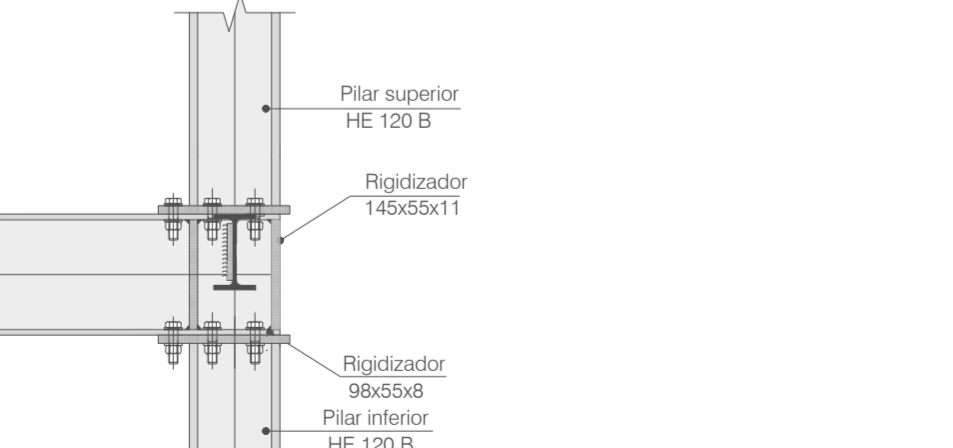 Pilar superior
HE 120 B
Rigidizador
145x55x11
Rigidizador
98x55x8
Pilar inferior
HE 120 B